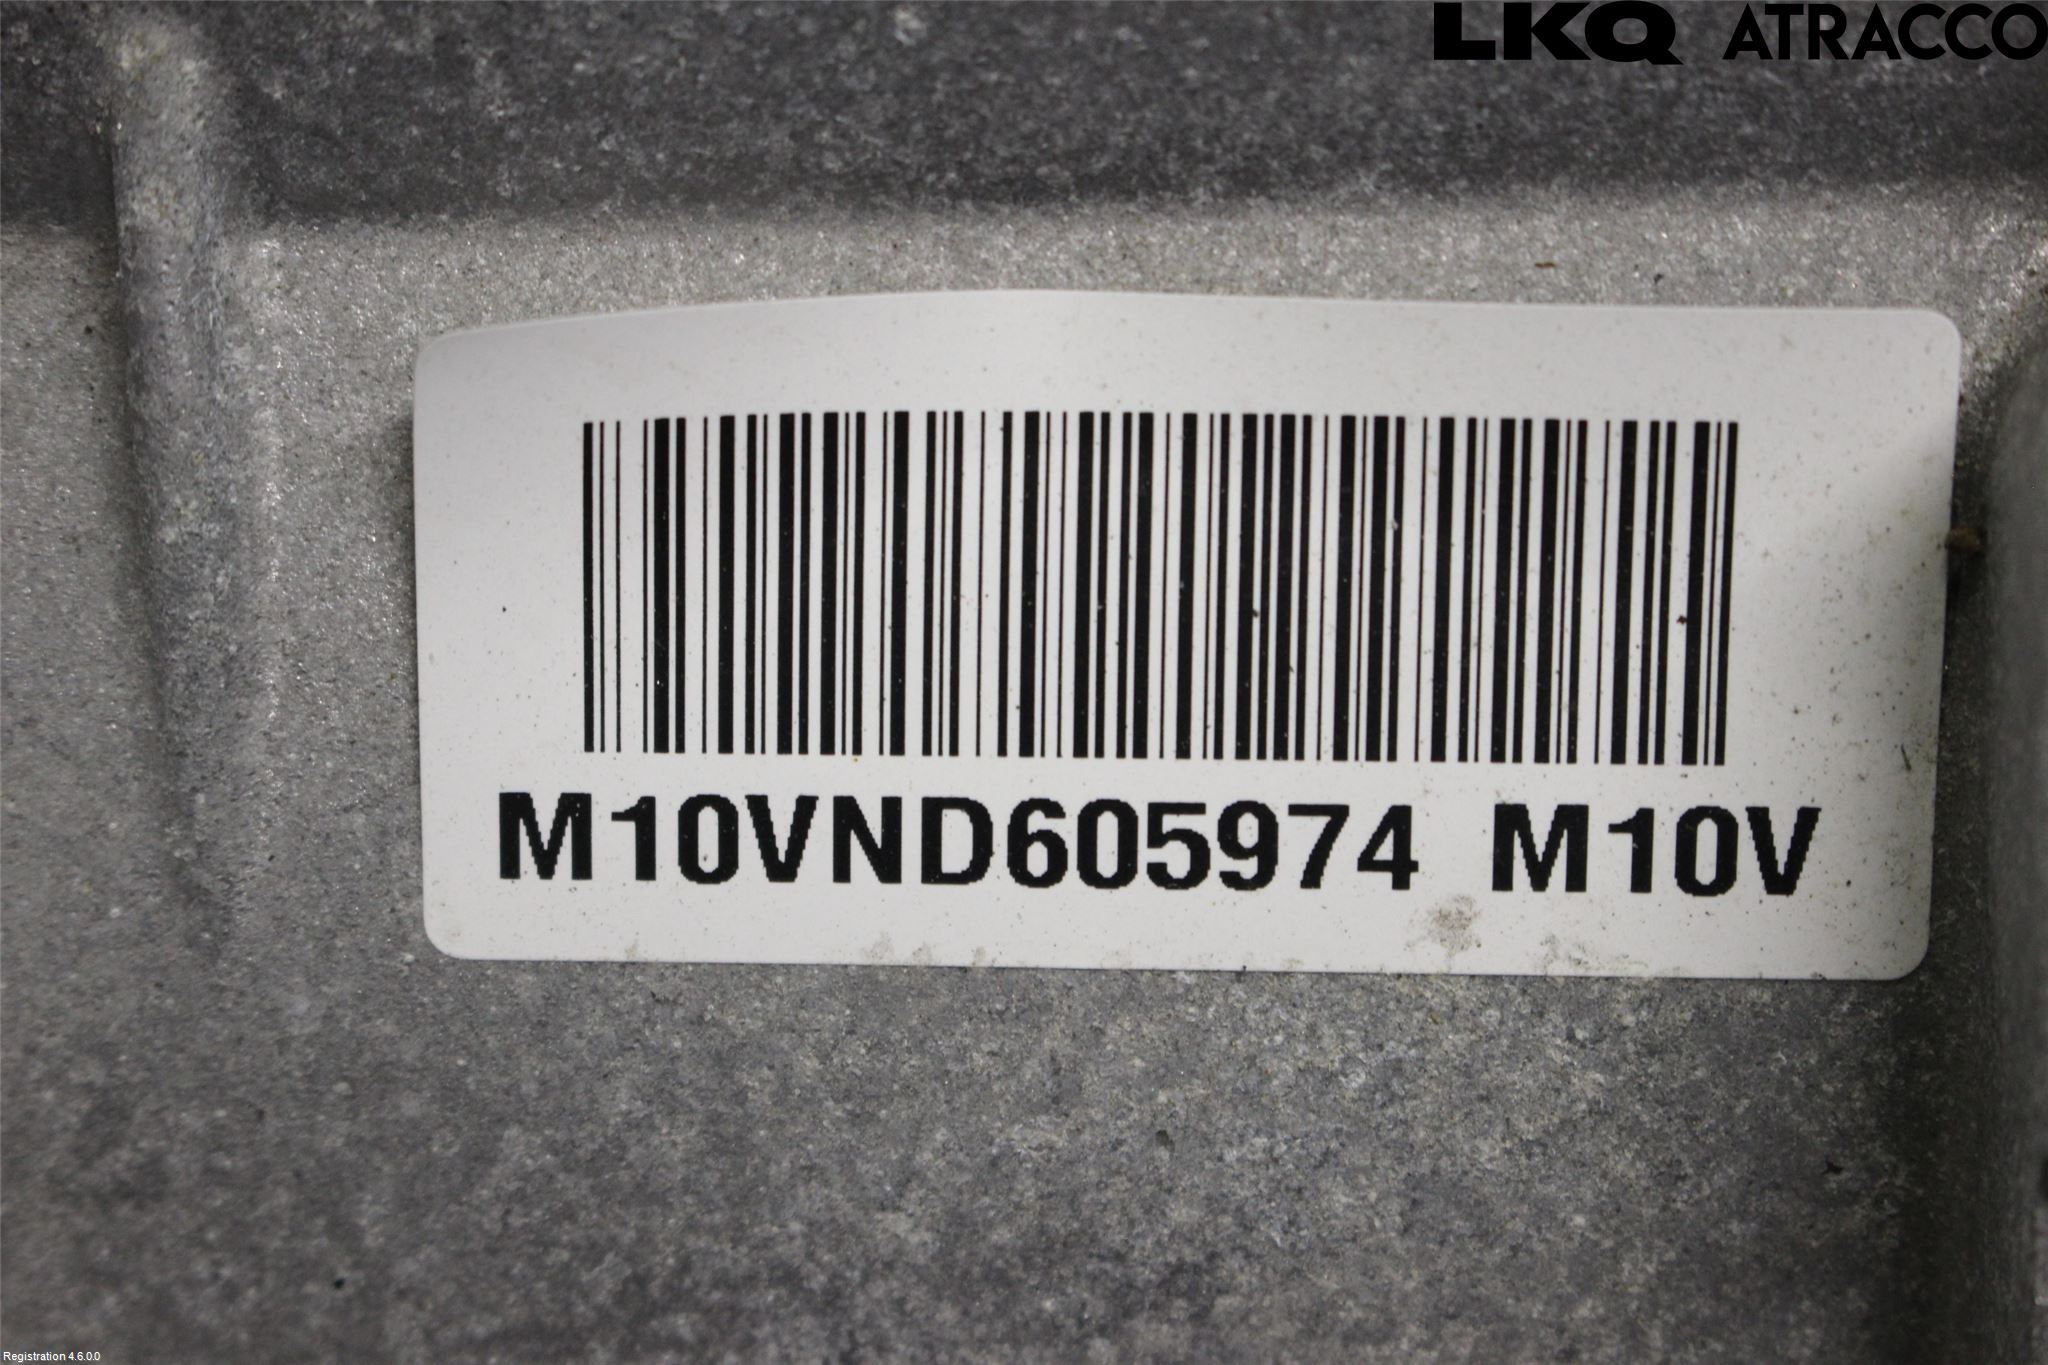 LKQ ATRACCO
M10VND605974 M10V
Registration 4.6.0.0